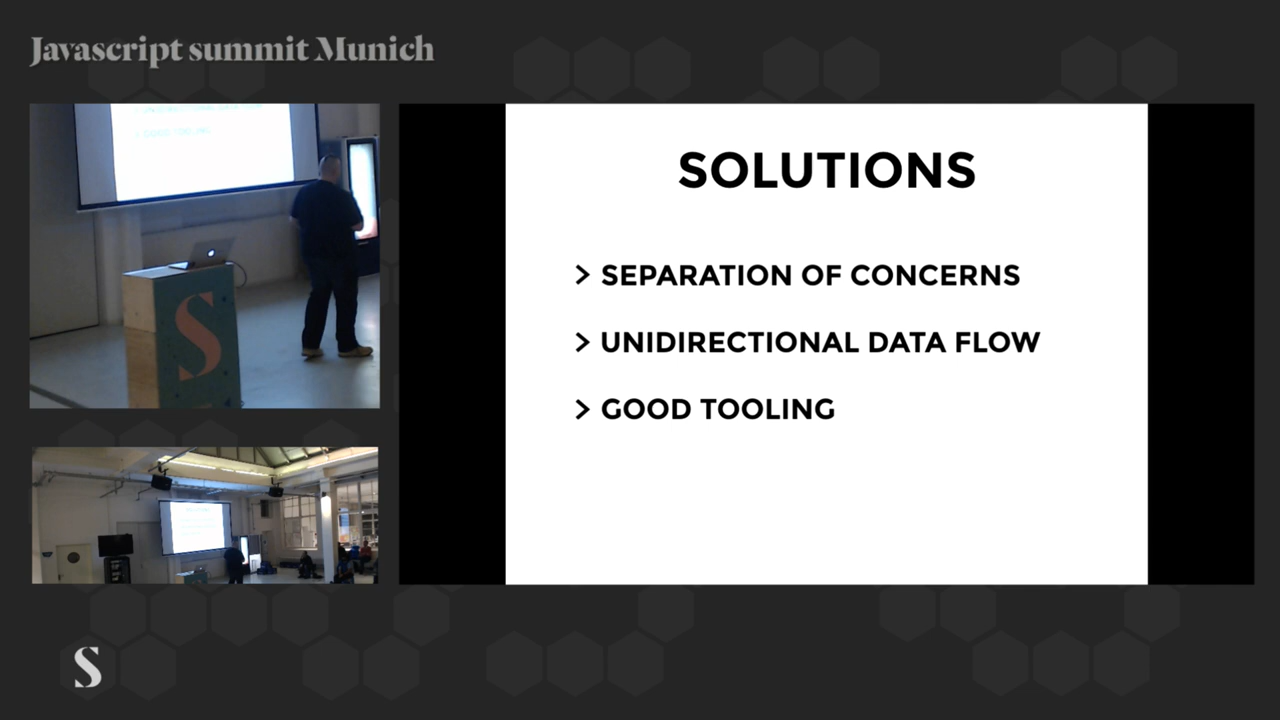 Javascript summit Munich
SOLUTIONS
> SEPARATION OF CONCERNS
> UNIDIRECTIONAL DATA FLOW
> GOOD TOOLING
S
S